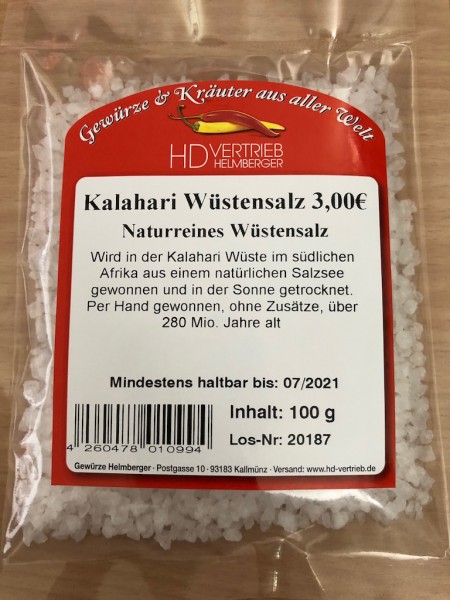 Gewürze & Kräuter aus aller Welt
HD VERTRIEB
HELMBERGER
Kalahari Wüstensalz 3,00€
Naturreines Wüstensalz
Wird in der Kalahari Wüste im südlichen
Afrika aus einem natürlichen Salzsee
gewonnen und in der Sonne getrocknet.
Per Hand gewonnen, ohne Zusätze, über
280 Mio. Jahre alt
Mindestens haltbar bis: 07/2021
Inhalt: 100 g
Los-Nr: 20187
4 260478 010994
Gewürze Helmberger · Postgasse 10 · 93183 Kallmünz · Versand: www.hd-vertrieb.de